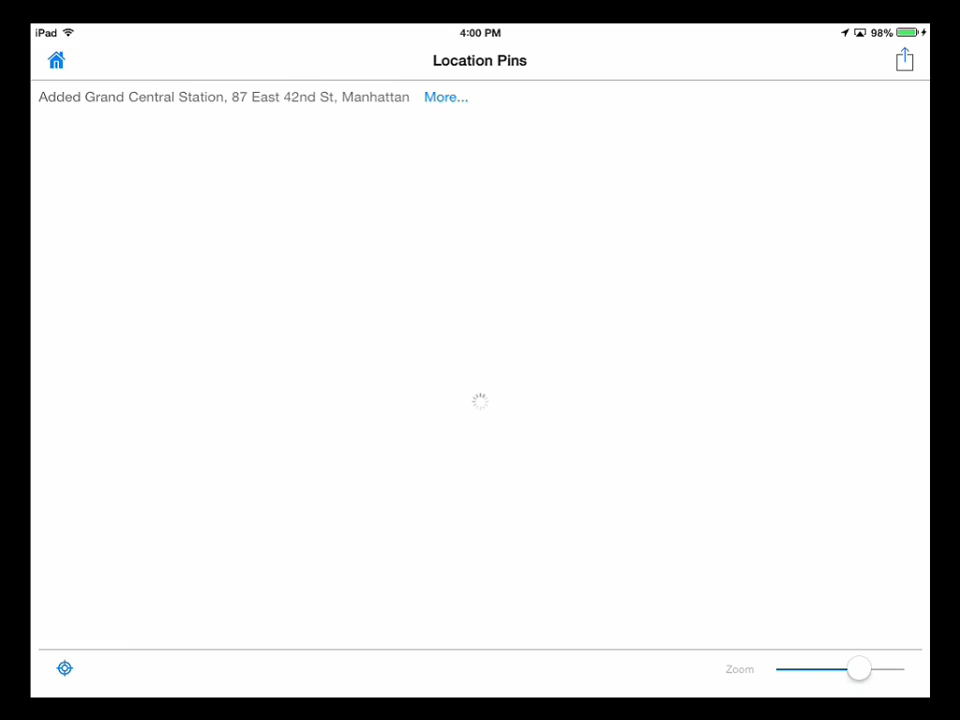 iPad 4:00 PM 98%
Location Pins
Added Grand Central Station, 87 East 42nd St, Manhattan More...
Zoom